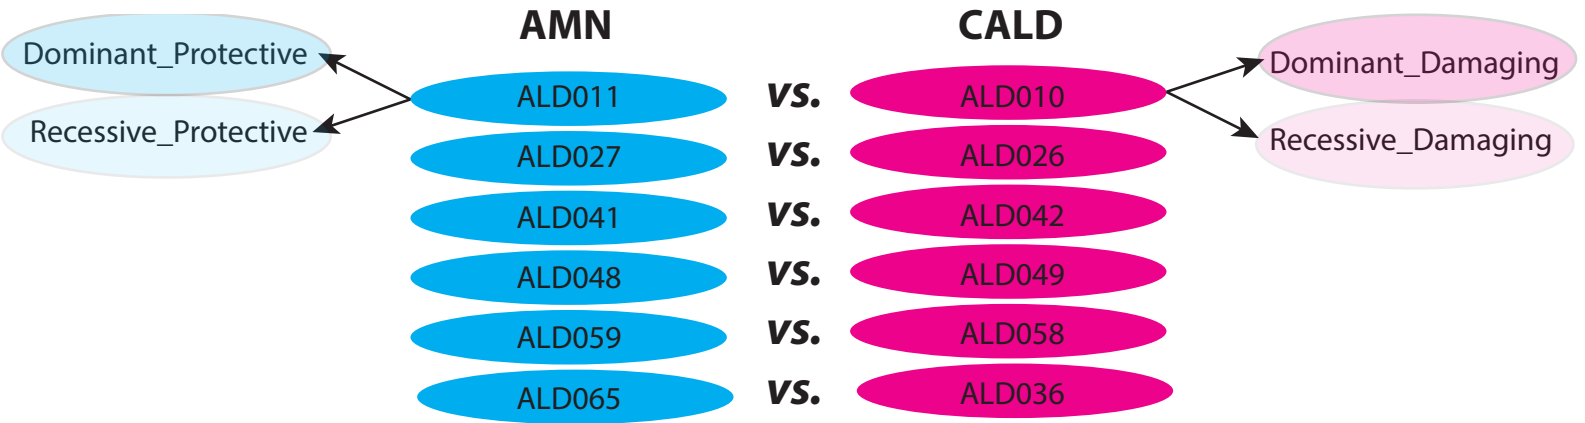 AMN CALD
Dominant_Protective Dominant_Damaging
ALD011 vs. ALD010
Recessive_Protective Recessive_Damaging
ALD027 vs. ALD026
ALD041 vs. ALD042
ALD048 vs. ALD049
ALD059 vs. ALD058
ALD065 vs. ALD036